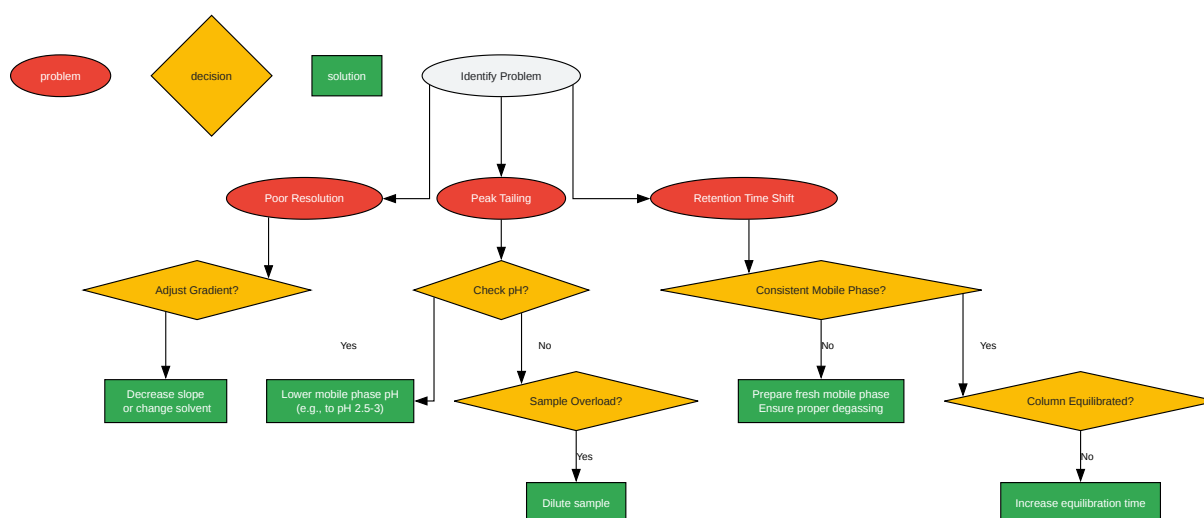 problem
decision
solution
Identify Problem
Poor Resolution
Peak Tailing
Retention Time Shift
Adjust Gradient?
Check pH?
Consistent Mobile Phase?
Yes
No
No
Yes
Decrease slope
or change solvent
Lower mobile phase pH
(e.g., to pH 2.5-3)
Sample Overload?
Prepare fresh mobile phase
Ensure proper degassing
Column Equilibrated?
Yes
No
Dilute sample
Increase equilibration time